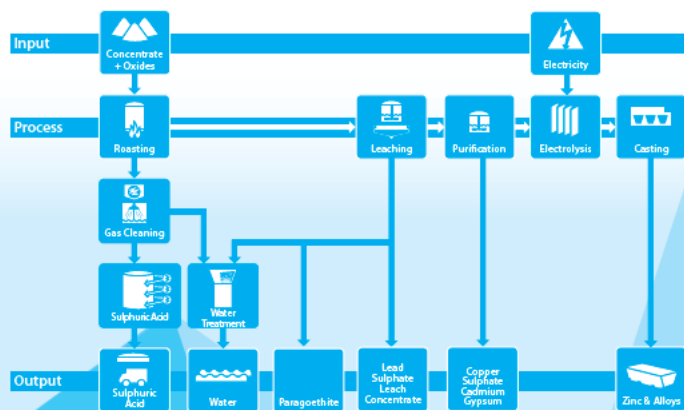 Input
Concentrate
+ Oxides
Electricity
Process
Roasting
Leaching
Purification
Electrolysis
Casting
Gas Cleaning
Sulphuric Acid
Water
Treatment
Output
Sulphuric
Acid
Water
Paragoethite
Lead
Sulphate
Leach
Concentrate
Copper
Sulphate
Cadmium
Gypsum
Zinc & Alloys